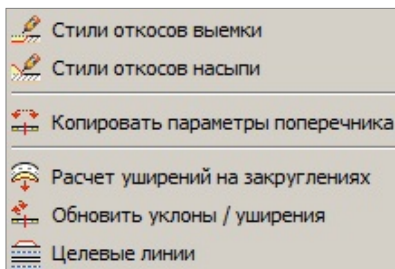 Стили откосов выемки
Стили откосов насыпи
Копировать параметры поперечника
Расчет уширений на закруглениях
Обновить уклоны / уширения
Целевые линии